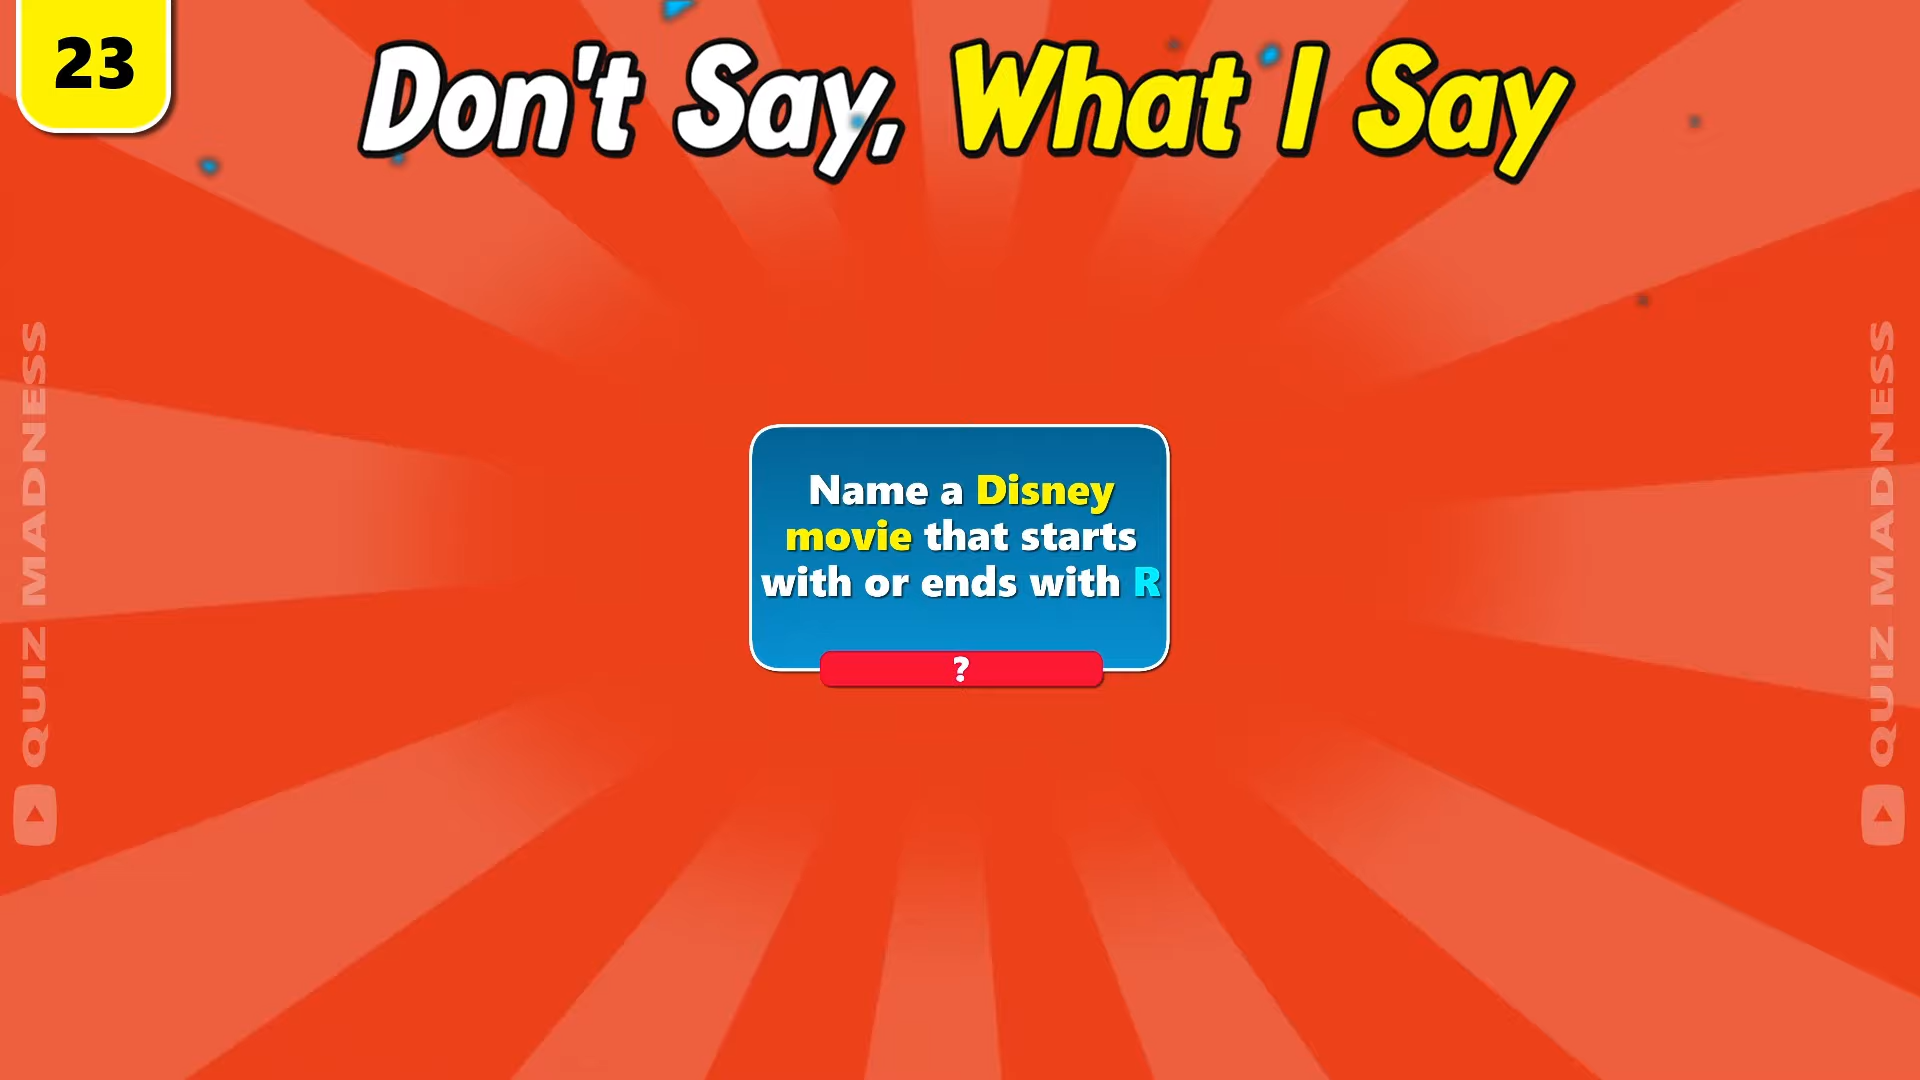 23
Don't Say, What I Say
QUIZ MADNESS
Name a Disney
movie that starts
with or ends with R
?
QUIZ MADNESS